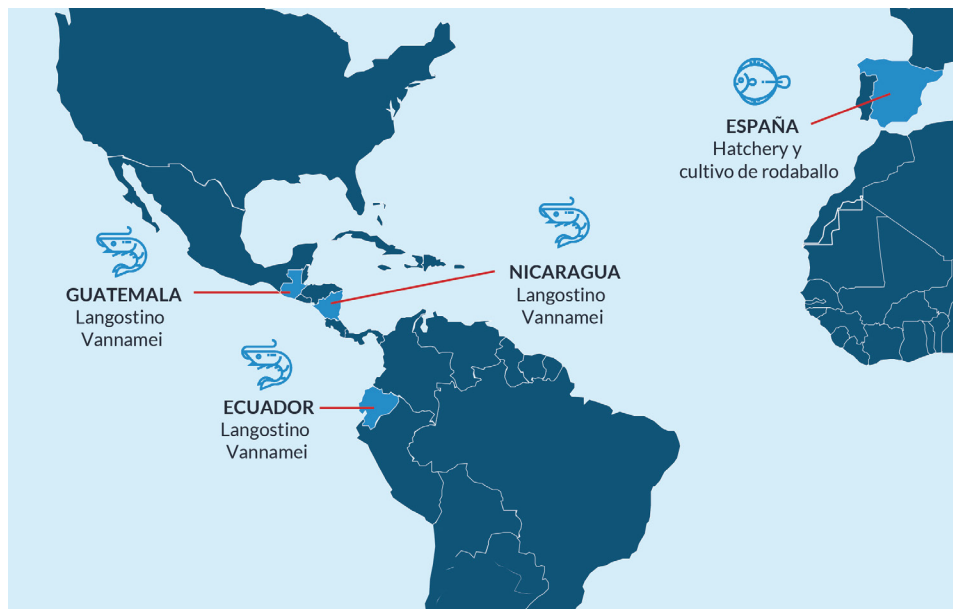 ESPAÑA
Hatchery y
cultivo de rodaballo
NICARAGUA
Langostino
Vannamei
GUATEMALA
Langostino
Vannamei
ECUADOR
Langostino
Vannamei